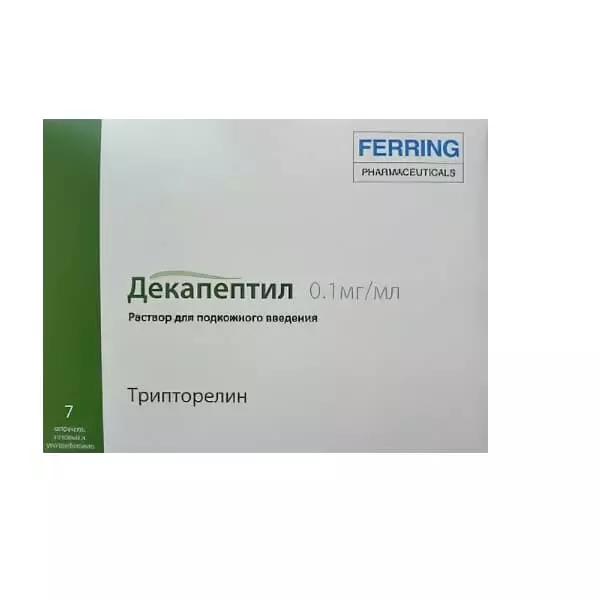 FERRING
PHARMACEUTICALS
Декапептил 0.1мг/мл
Раствор для подкожного введения
Трипторелин
7